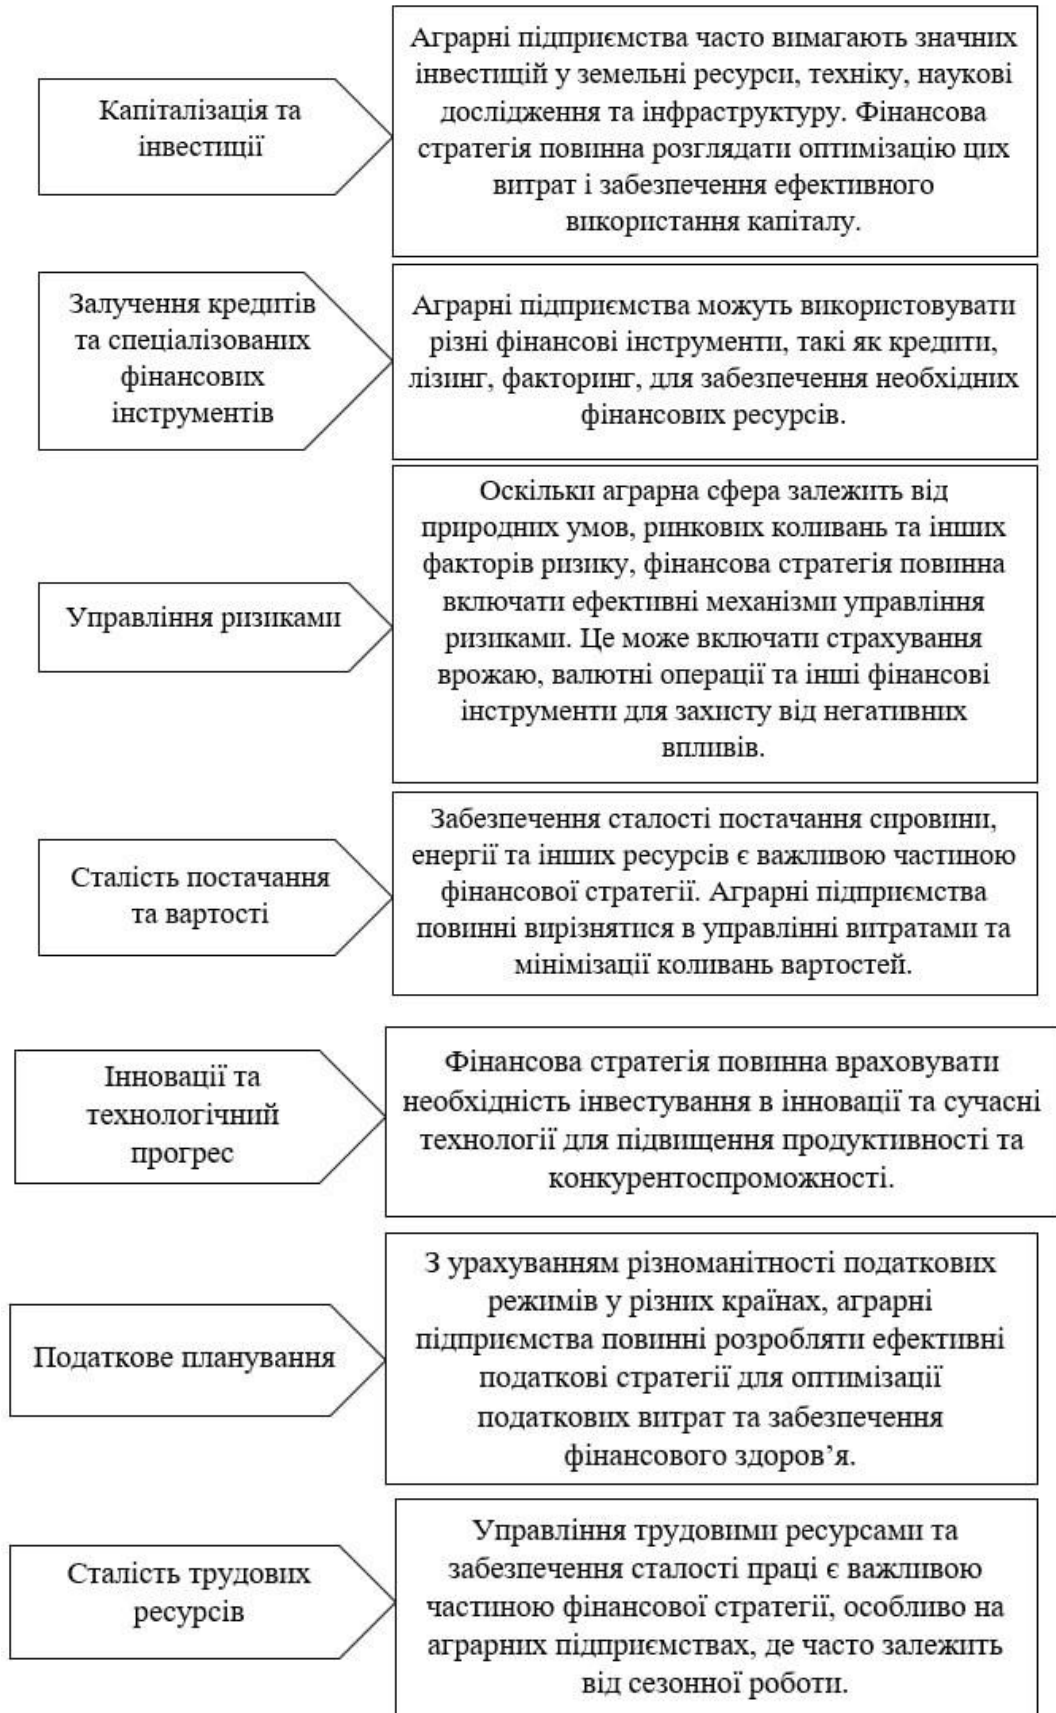 Капіталізація та
інвестиції
Аграрні підприємства часто вимагають значних
інвестицій у земельні ресурси, техніку, наукові
дослідження та інфраструктуру. Фінансова
стратегія повинна розглядати оптимізацію цих
витрат і забезпечення ефективного
використання капіталу.
Залучення кредитів
та спеціалізованих
фінансових
інструментів
Аграрні підприємства можуть використовувати
різні фінансові інструменти, такі як кредити,
лізинг, факторинг, для забезпечення необхідних
фінансових ресурсів.
Управління ризиками
Оскільки аграрна сфера залежить від
природних умов, ринкових коливань та інших
факторів ризику, фінансова стратегія повинна
включати ефективні механізми управління
ризиками. Це може включати страхування
врожаю, валютні операції та інші фінансові
інструменти для захисту від негативних
впливів.
Сталість постачання
та вартості
Забезпечення сталості постачання сировини,
енергії та інших ресурсів є важливою частиною
фінансової стратегії. Аграрні підприємства
повинні вирізнятися в управлінні витратами та
мінімізації коливань вартостей.
Інновації та
технологічний
прогрес
Фінансова стратегія повинна враховувати
необхідність інвестування в інновації та сучасні
технології для підвищення продуктивності та
конкурентоспроможності.
Податкове планування
З урахуванням різноманітності податкових
режимів у різних країнах, аграрні
підприємства повинні розробляти ефективні
податкові стратегії для оптимізації
податкових витрат та забезпечення
фінансового здоров’я.
Сталість трудових
ресурсів
Управління трудовими ресурсами та
забезпечення сталості праці є важливою
частиною фінансової стратегії, особливо на
аграрних підприємствах, де часто залежить
від сезонної роботи.